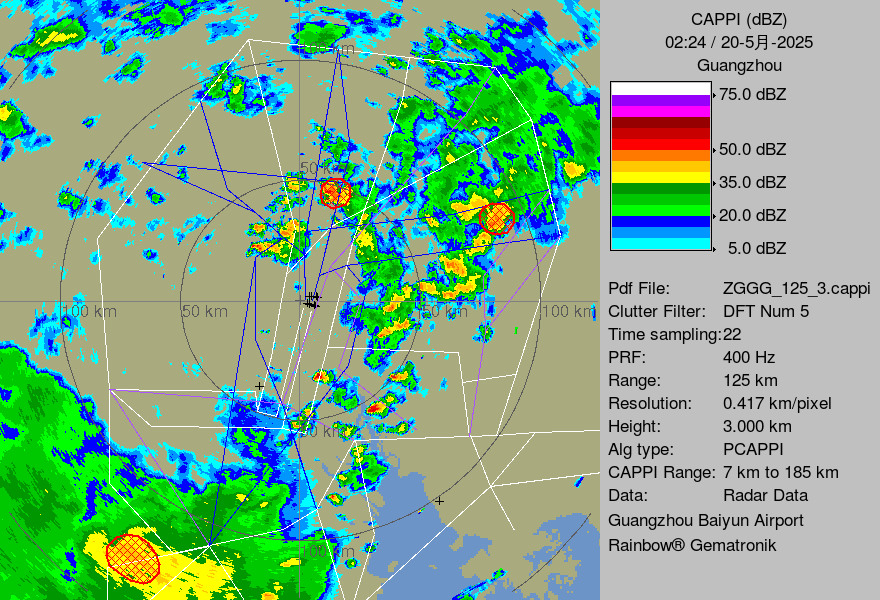 CAPPI (dBZ)
02:24 / 20-5月-2025
Guangzhou
75.0 dBZ
50.0 dBZ
35.0 dBZ
20.0 dBZ
5.0 dBZ
Pdf File: ZGGG_125_3.cappi
Clutter Filter: DFT Num 5
Time sampling:22
PRF: 400 Hz
Range: 125 km
Resolution: 0.417 km/pixel
Height: 3.000 km
Alg type: PCAPPI
CAPPI Range: 7 km to 185 km
Data: Radar Data
Guangzhou Baiyun Airport
Rainbow® Gematronik
100 km
50 km
100 km
50 km
50 km
100 km
50 km
100 km